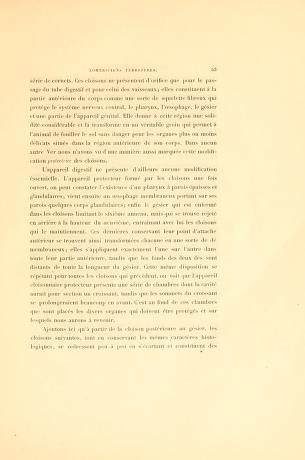 LOMBRICIENS TERRESTRES. 53
série de cornets. Ces cloisons ne présentent d'orifice que pour le pas-
sage du tube digestif et pour celui des vaisseaux; elles constituent à la
partie antérieure du corps comme une sorte de squelette fibreux qui
protège le système nerveux central, le pharynx, l'œsophage, le gésier
et une partie de l'appareil génital. Elle donne à cette région une soli-
dité considérable et la transforme en un véritable groin qui permet à
l'animal de fouiller le sol sans danger pour les organes plus ou moins
délicats situés dans la région antérieure de son corps. Dans aucun
autre Ver nous n'avons vu d'une manière aussi marquée cette modifi-
cation protectrice des cloisons.
L'appareil digestif ne présente d'ailleurs aucune modification
essentielle. L'appareil protecteur formé par les cloisons une fois
ouvert, on peut constater l'existence d'un pharynx à parois épaisses et
glandulaires; vient ensuite un œsophage membraneux portant sur ses
parois quelques corps glandulaires; enfin le gésier qui est enfermé
dans les cloisons limitant le sixième anneau, mais qui se trouve rejeté
en arrière à la hauteur du neuvième, entraînant avec lui les cloisons
qui le maintiennent. Ces dernières conservant leur point d'attache
antérieur se trouvent ainsi transformées chacune en une sorte de dé
membraneux; elles s'appliquent exactement l'une sur l'autre dans
toute leur partie antérieure, tandis que les fonds des deux dés sont
distants de toute la longueur du gésier. Cette même disposition se
répétant pour toutes les cloisons qui précèdent, on voit que l'appareil
cloisonnaire protecteur présente une série de chambres dont la cavité
aurait pour section un croissant, tandis que les sommets du croissant
se prolongeraient beaucoup en avant. C'est au fond de ces chambres
que sont placés les divers organes qui doivent être protégés et sur
lesquels nous aurons à revenir.
Ajoutons ici qu'à partir de la cloison postérieure au gésier, les
cloisons suivantes, tout en conservant les mêmes caractères histo-
logiques, se redressent peu à peu en s'écartant et constituent des